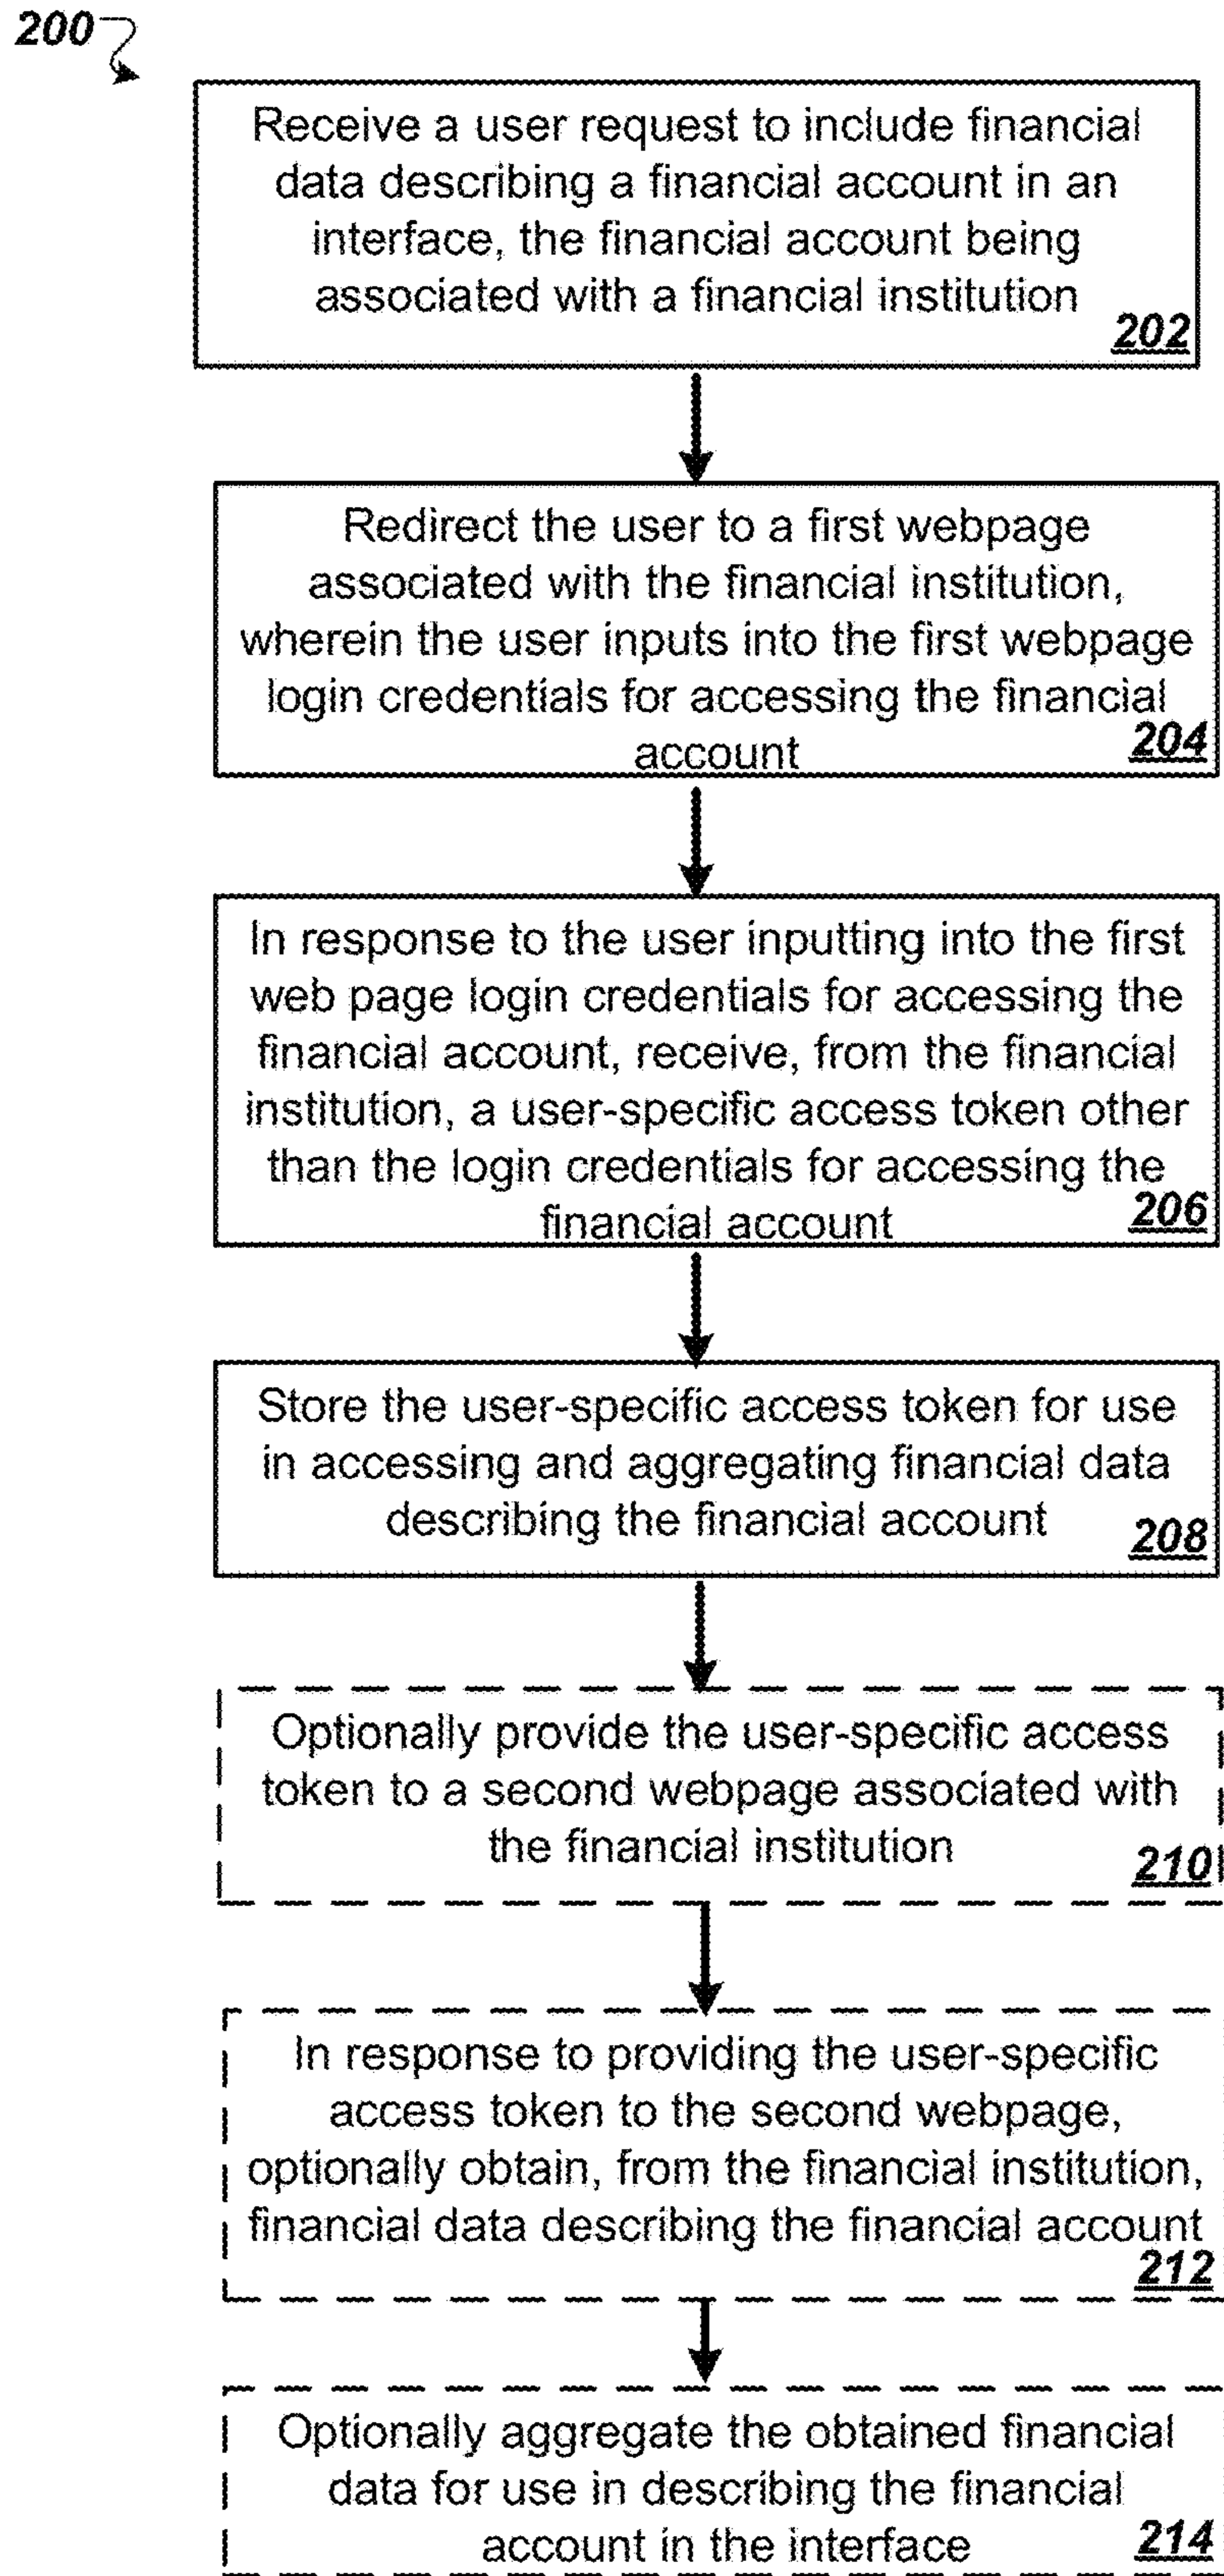 200
Receive a user request to include financial
data describing a financial account in an
interface, the financial account being
associated with a financial institution
202
Redirect the user to a first webpage
associated with the financial institution,
wherein the user inputs into the first webpage
login credentials for accessing the financial
account
204
In response to the user inputting into the first
web page login credentials for accessing the
financial account, receive, from the financial
institution, a user-specific access token other
than the login credentials for accessing the
financial account
206
Store the user-specific access token for use
in accessing and aggregating financial data
describing the financial account
208
Optionally provide the user-specific access
token to a second webpage associated with
the financial institution
210
In response to providing the user-specific
access token to the second webpage,
optionally obtain, from the financial institution,
financial data describing the financial account
212
Optionally aggregate the obtained financial
data for use in describing the financial
account in the interface
214